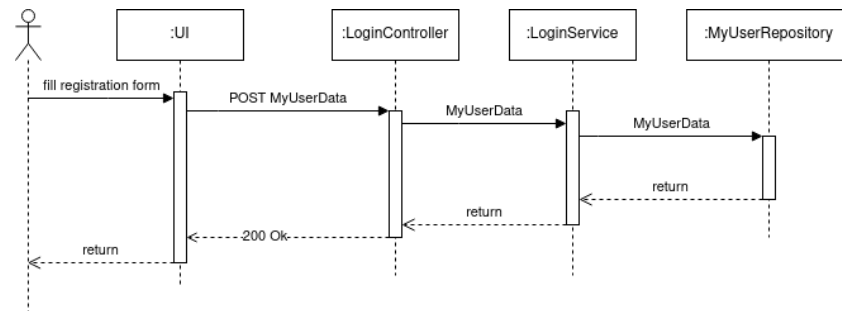 :UI
:LoginController
:LoginService
:MyUserRepository
fill registration form
POST MyUserData
MyUserData
MyUserData
return
return
200 Ok
return